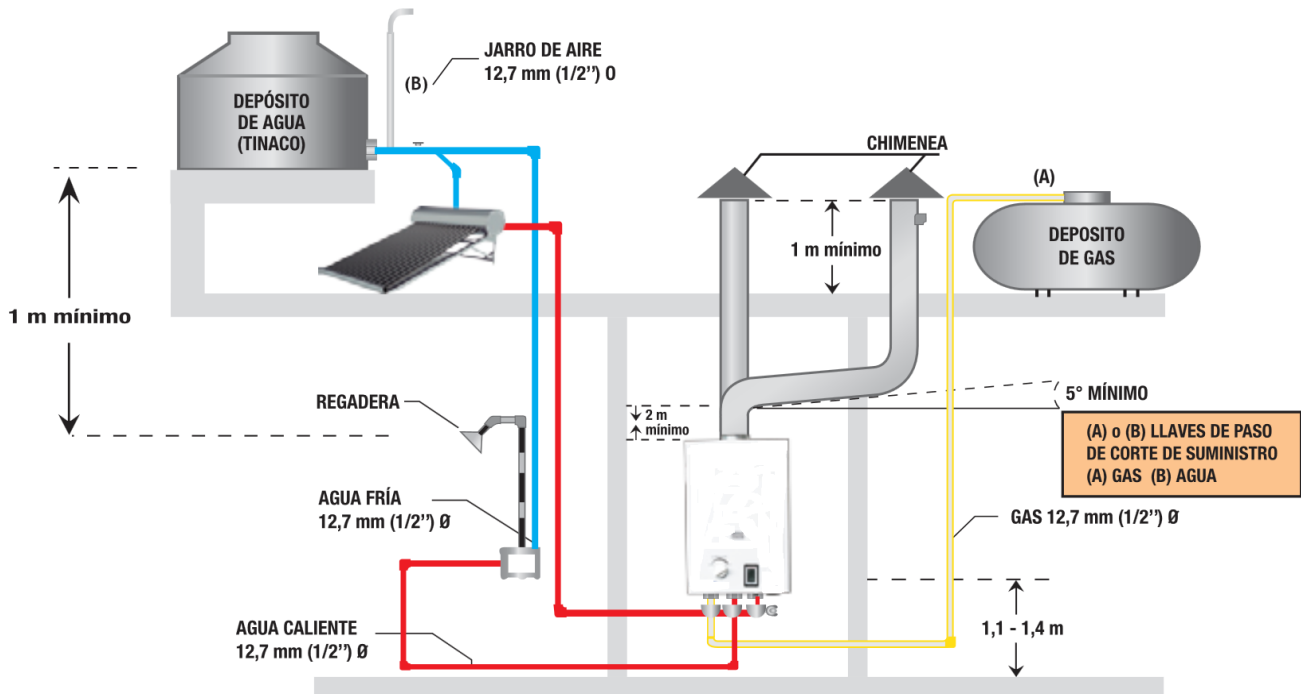 JARRO DE AIRE
12,7 mm (1/2’’) O
(B)
DEPÓSITO
DE AGUA
(TINACO)
CHIMENEA
(A)
DEPOSITO
DE GAS
1 m mínimo
1 m mínimo
REGADERA
2 m
mínimo
5° MÍNIMO
(A) o (B) LLAVES DE PASO
DE CORTE DE SUMINISTRO
(A) GAS (B) AGUA
AGUA FRÍA
12,7 mm (1/2’’) Ø
GAS 12,7 mm (1/2’’) Ø
AGUA CALIENTE
12,7 mm (1/2’’) Ø
1,1 - 1,4 m